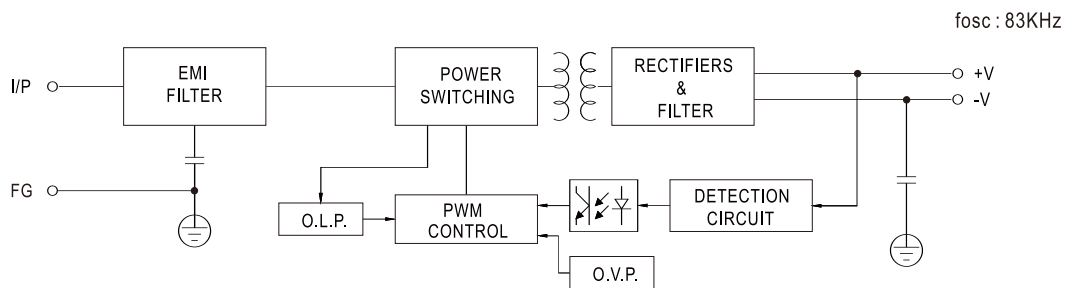 fosc : 83KHz
I/P
EMI
FILTER
POWER
SWITCHING
RECTIFIERS
&
FILTER
+V
-V
FG
O.L.P.
PWM
CONTROL
DETECTION
CIRCUIT
O.V.P.